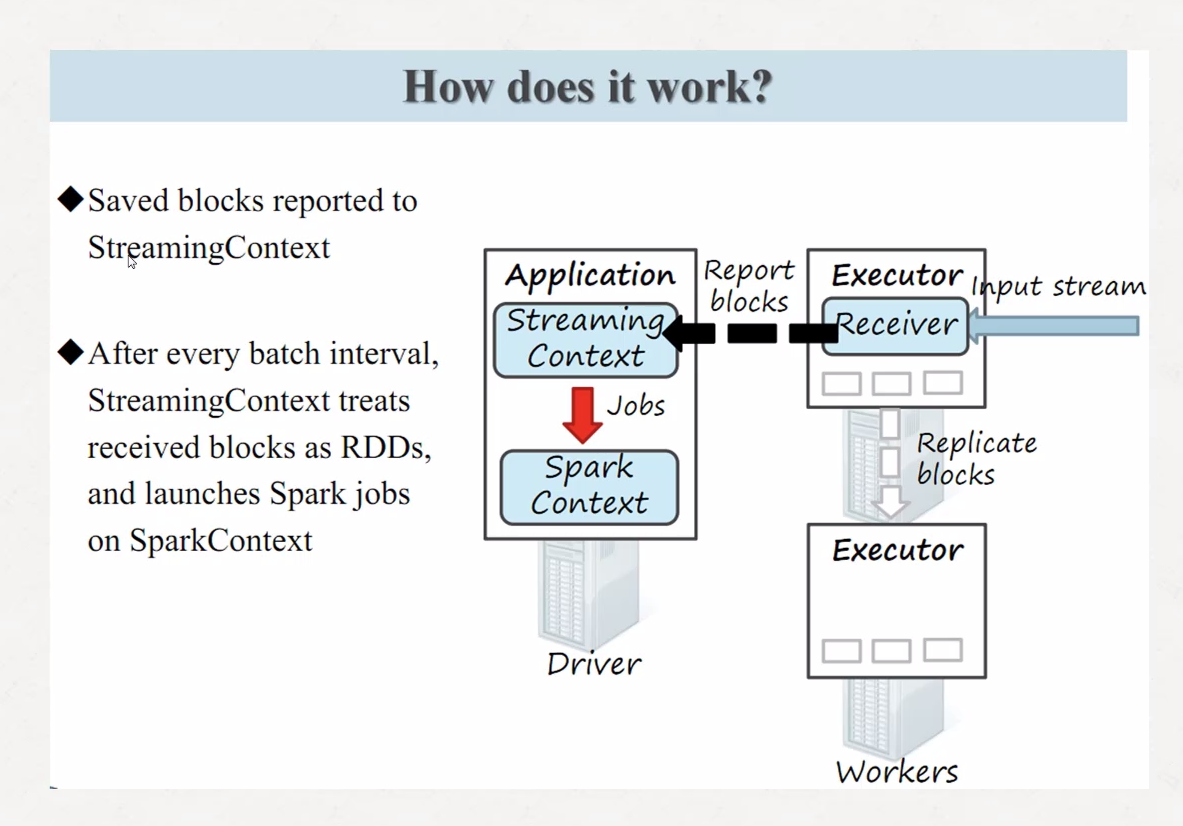 How does it work?
◆Saved blocks reported to
StreamingContext
◆After every batch interval,
StreamingContext treats
received blocks as RDDs,
and launches Spark jobs
on SparkContext
Application
Streaming
Context
Jobs
Spark
Context
Driver
Report
blocks
Executor
Receiver
Input stream
Replicate
blocks
Executor
Workers